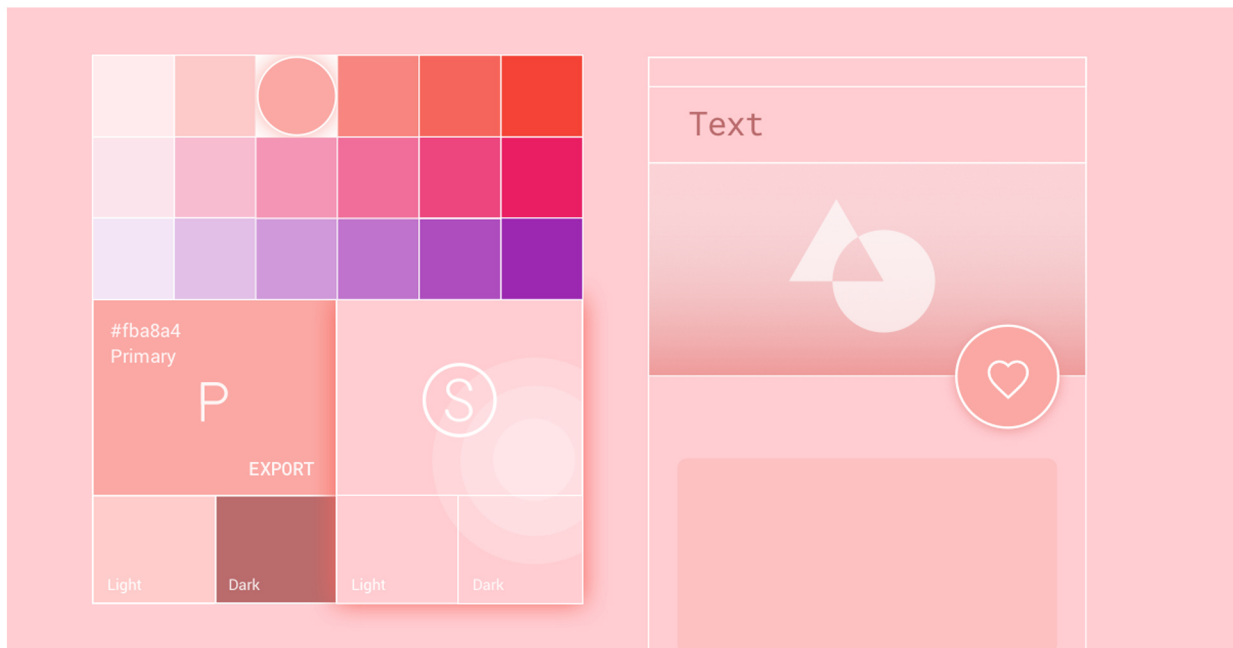 #fba8a4
Primary
P
EXPORT
S
Light
Dark
Light
Dark
Text